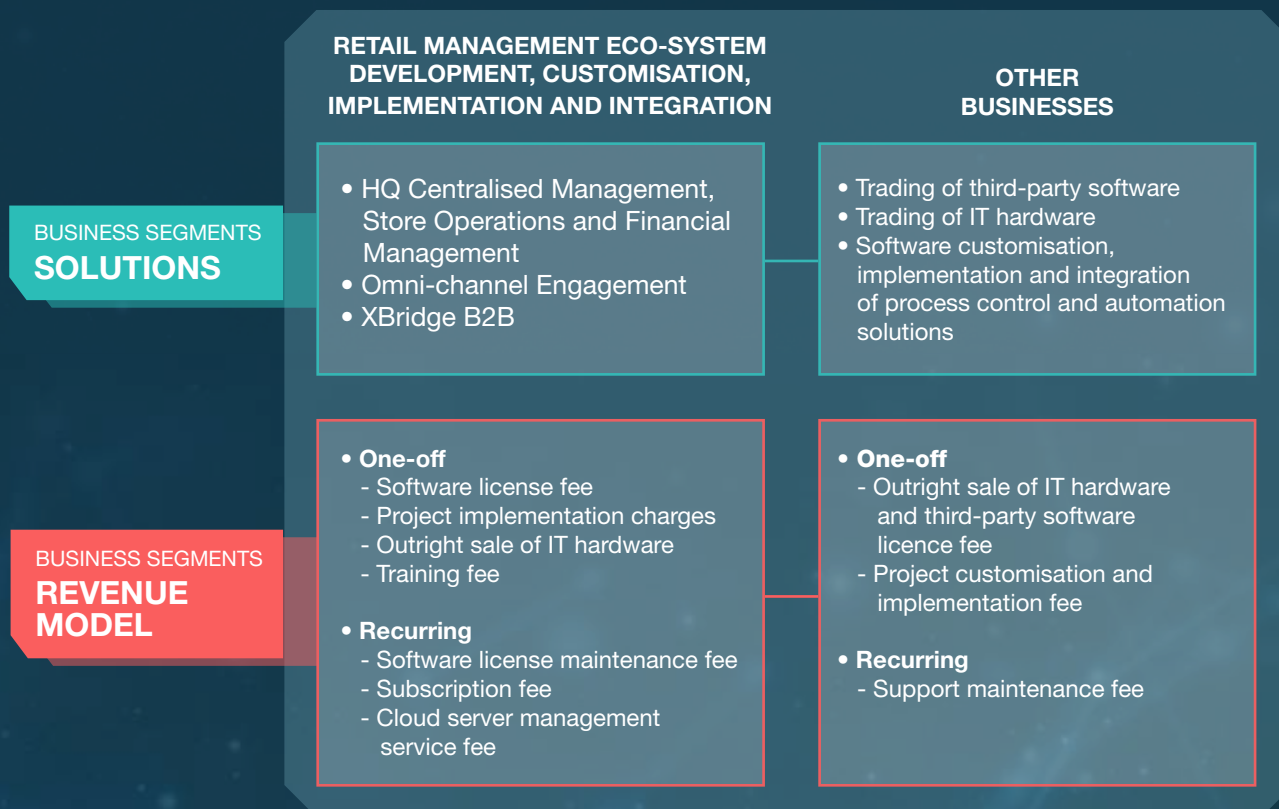 RETAIL MANAGEMENT ECO-SYSTEM
DEVELOPMENT, CUSTOMISATION,
IMPLEMENTATION AND INTEGRATION
OTHER
BUSINESSES
BUSINESS SEGMENTS
SOLUTIONS
• HQ Centralised Management,
Store Operations and Financial
Management
• Omni-channel Engagement
• XBridge B2B
• Trading of third-party software
• Trading of IT hardware
• Software customisation,
implementation and integration
of process control and automation
solutions
BUSINESS SEGMENTS
REVENUE
MODEL
• One-off
- Software license fee
- Project implementation charges
- Outright sale of IT hardware
- Training fee
• Recurring
- Software license maintenance fee
- Subscription fee
- Cloud server management
service fee
• One-off
- Outright sale of IT hardware
and third-party software
licence fee
- Project customisation and
implementation fee
• Recurring
- Support maintenance fee